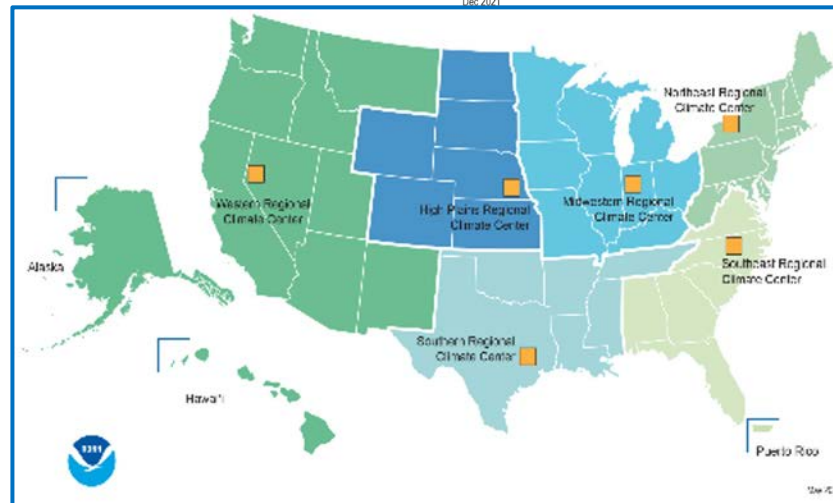 Dec 2021
Northeast Regional
Climate Center
Western Regional
Climate Center
High Plains Regional
Climate Center
Midwestern Regional
Climate Center
Southeast Regional
Climate Center
Alaska
Southern Regional
Climate Center
Hawai'i
Puerto Rico